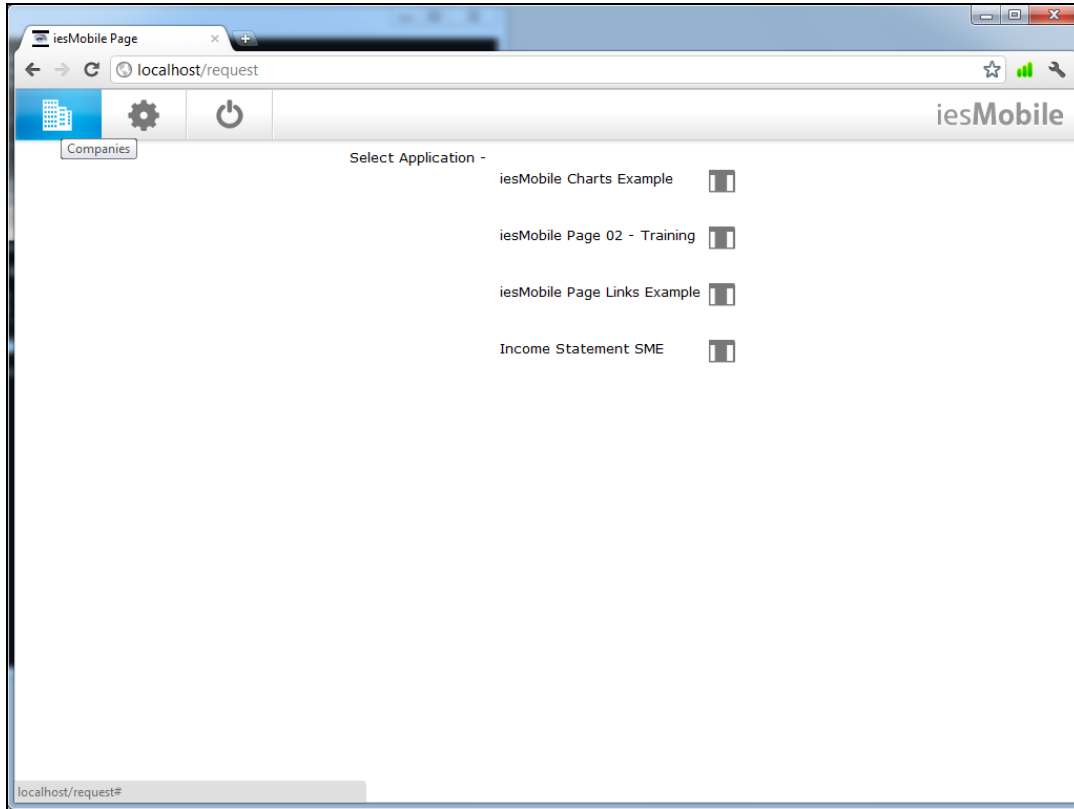 iesMobile Page
localhost/request
iesMobile
Companies
Select Application -
iesMobile Charts Example
iesMobile Page 02 - Training
iesMobile Page Links Example
Income Statement SME
localhost/request#